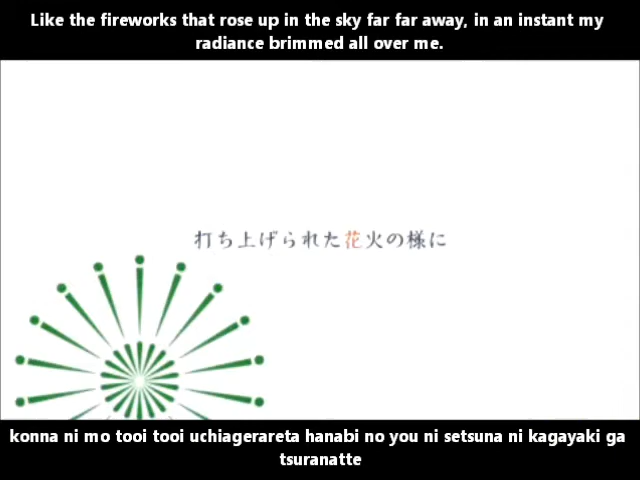 Like the fireworks that rose up in the sky far far away, in an instant my
radiance brimmed all over me.
打ち上げられた花火の様に
konna ni mo tooi tooi uchiagerareta hanabi no you ni setsuna ni kagayaki ga
tsuranatte